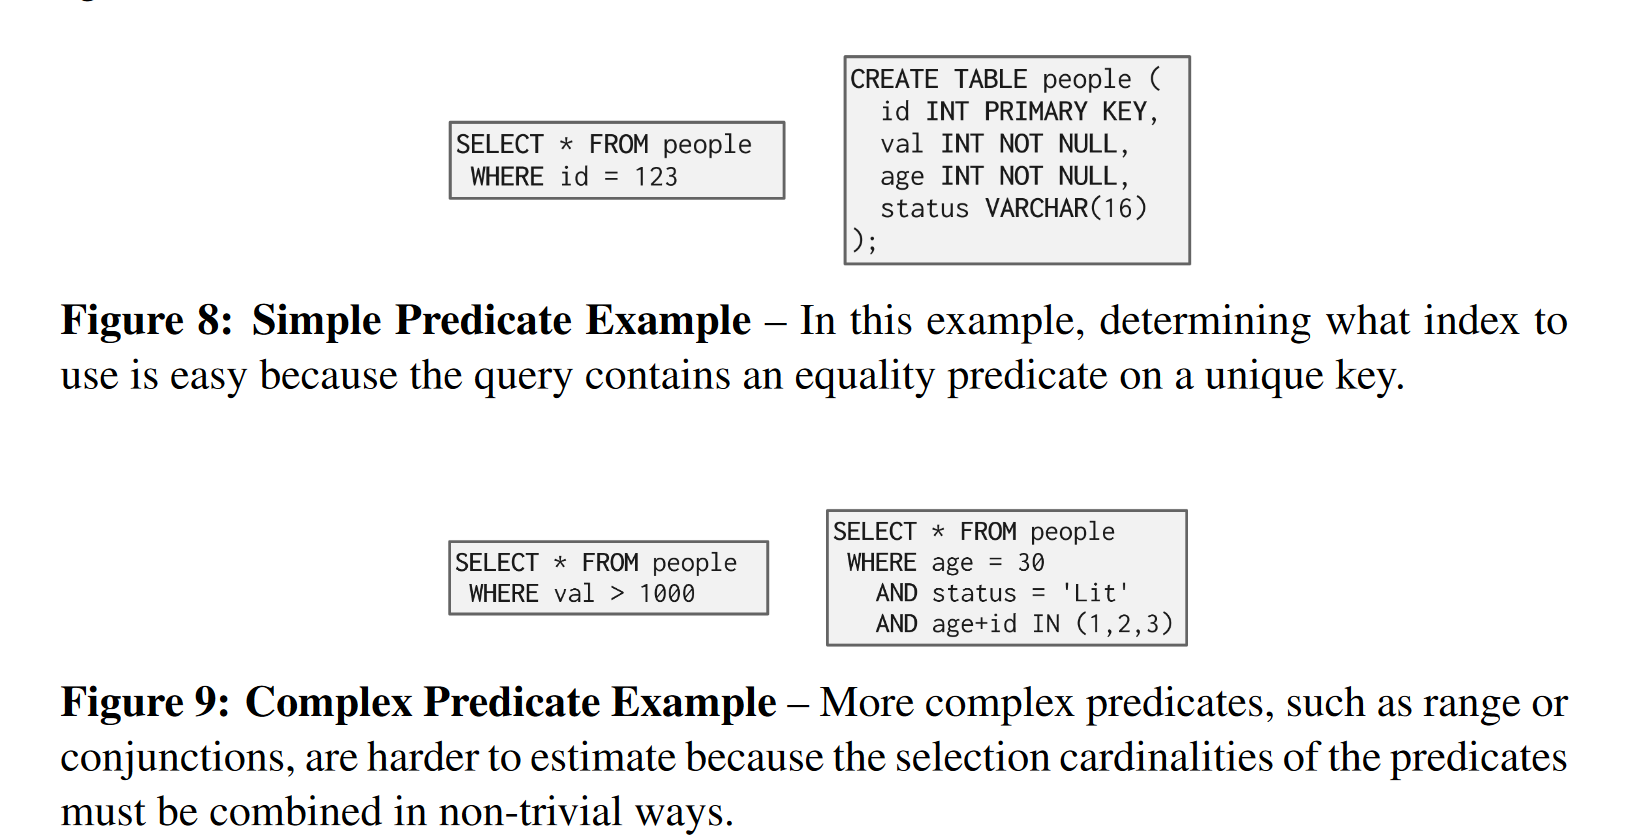 SELECT * FROM people
WHERE id = 123
CREATE TABLE people (
id INT PRIMARY KEY,
val INT NOT NULL,
age INT NOT NULL,
status VARCHAR(16)
);
Figure 8: Simple Predicate Example – In this example, determining what index to
use is easy because the query contains an equality predicate on a unique key.
SELECT * FROM people
WHERE val > 1000
SELECT * FROM people
WHERE age = 30
AND status = 'Lit'
AND age+id IN (1,2,3)
Figure 9: Complex Predicate Example – More complex predicates, such as range or
conjunctions, are harder to estimate because the selection cardinalities of the predicates
must be combined in non-trivial ways.